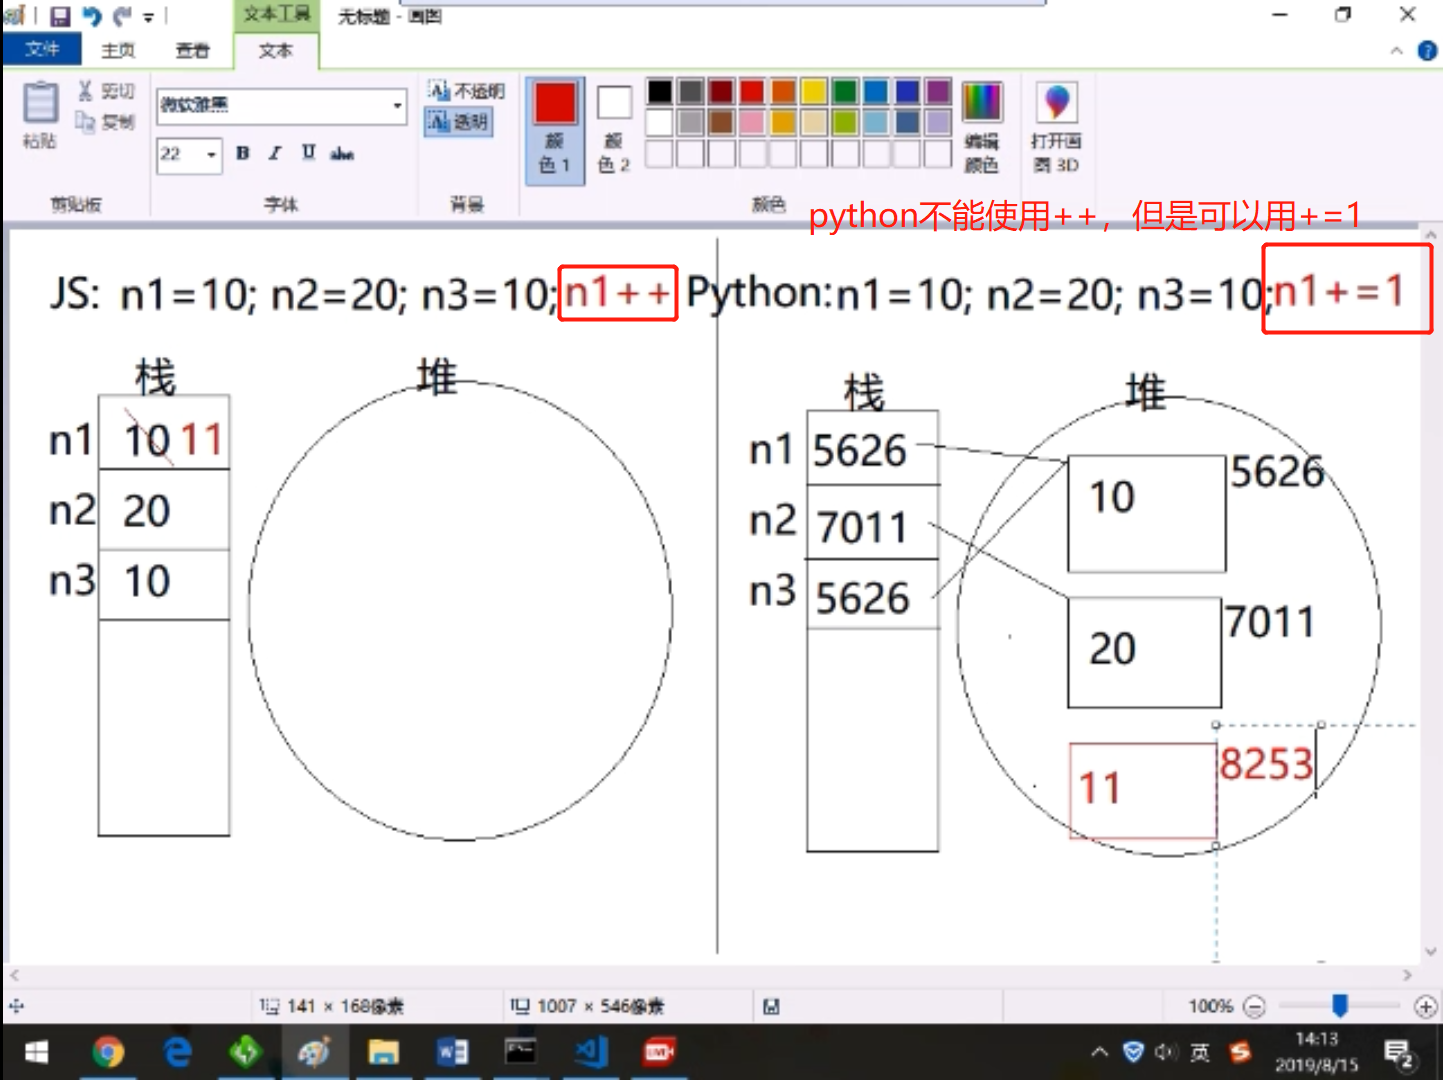 文本工具 无标题 - 画图
文件 主页 查看 文本
粘贴 剪切 复制
剪贴板
微软雅黑
22 B I U abc
字体
不透明
透明
背景
颜色 1
颜色 2
编辑颜色
颜色
打开画图 3D
python不能使用++，但是可以用+=1
JS: n1=10; n2=20; n3=10; n1++
栈 堆
n1 10 11
n2 20
n3 10
Python: n1=10; n2=20; n3=10; n1+=1
栈 堆
n1 5626
n2 7011
n3 5626
10 5626
20 7011
11 8253
141 × 168像素 1007 × 546像素 100%
英 14:13
2019/8/15
2